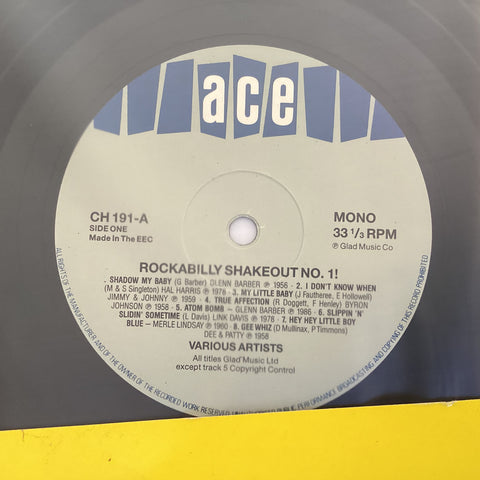 ace
CH 191-A
SIDE ONE
Made In The EEC
MONO
33 1/3 RPM
℗ Glad Music Co
ROCKABILLY SHAKEOUT NO. 1!
. SHADOW MY BABY (G Barber) GLENN BARBER ℗ 1956 · 2. I DON'T KNOW WHEN
(M & S Singleton) HAL HARRIS ℗ 1978 · 3. MY LITTLE BABY (J Fautheree, E Hollowell)
JIMMY & JOHNNY ℗ 1959 · 4. TRUE AFFECTION (R. Doggett, F Henley) BYRON
JOHNSON ℗ 1958 · 5. ATOM BOMB – GLENN BARBER ℗ 1986 · 6. SLIPPIN 'N'
SLIDIN' SOMETIME (L Davis) LINK DAVIS ℗ 1978 · 7. HEY HEY LITTLE BOY
BLUE – MERLE LINDSAY ℗ 1960 · 8. GEE WHIZ (D Mullinax, P Timmons)
DEE & PATTY ℗ 1958
VARIOUS ARTISTS
All titles Glad Music Ltd
except track 5 Copyright Control
ALL RIGHTS OF THE MANUFACTURER AND OF THE OWNER OF THE RECORDED WORK RESERVED. UNAUTHORISED PUBLIC PERFORMANCE BROADCASTING AND COPYING OF THIS RECORD PROHIBITED